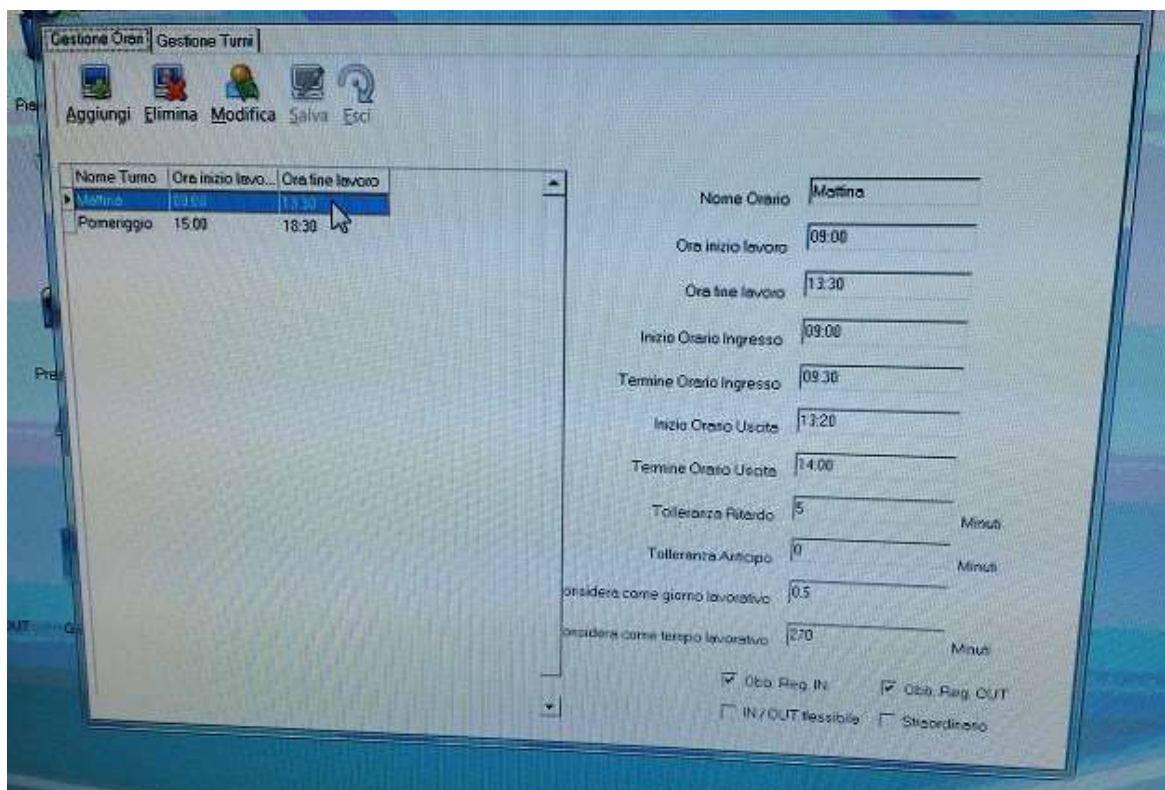 Gestione Orari Gestione Turni
Aggiungi Elimina Modifica Salva Esci
Nome Turno Ora inizio lavo... Ora fine lavoro
Mattina 09:00 13:30
Pomeriggio 15:00 18:30
Nome Orario Mattina
Ora inizio lavoro 09:00
Ora fine lavoro 13:30
Inizio Orario Ingresso 09:00
Termine Orario Ingresso 09:30
Inizio Orario Uscita 13:20
Termine Orario Uscita 14:00
Tolleranza Ritardo 5 Minuti
Tolleranza Anticipo 0 Minuti
onsidera come giorno lavorativo 0.5
onsidera come tempo lavorativo 270 Minuti
Obb. Reg. IN Obb. Reg. OUT
IN / OUT flessibile Straordinario